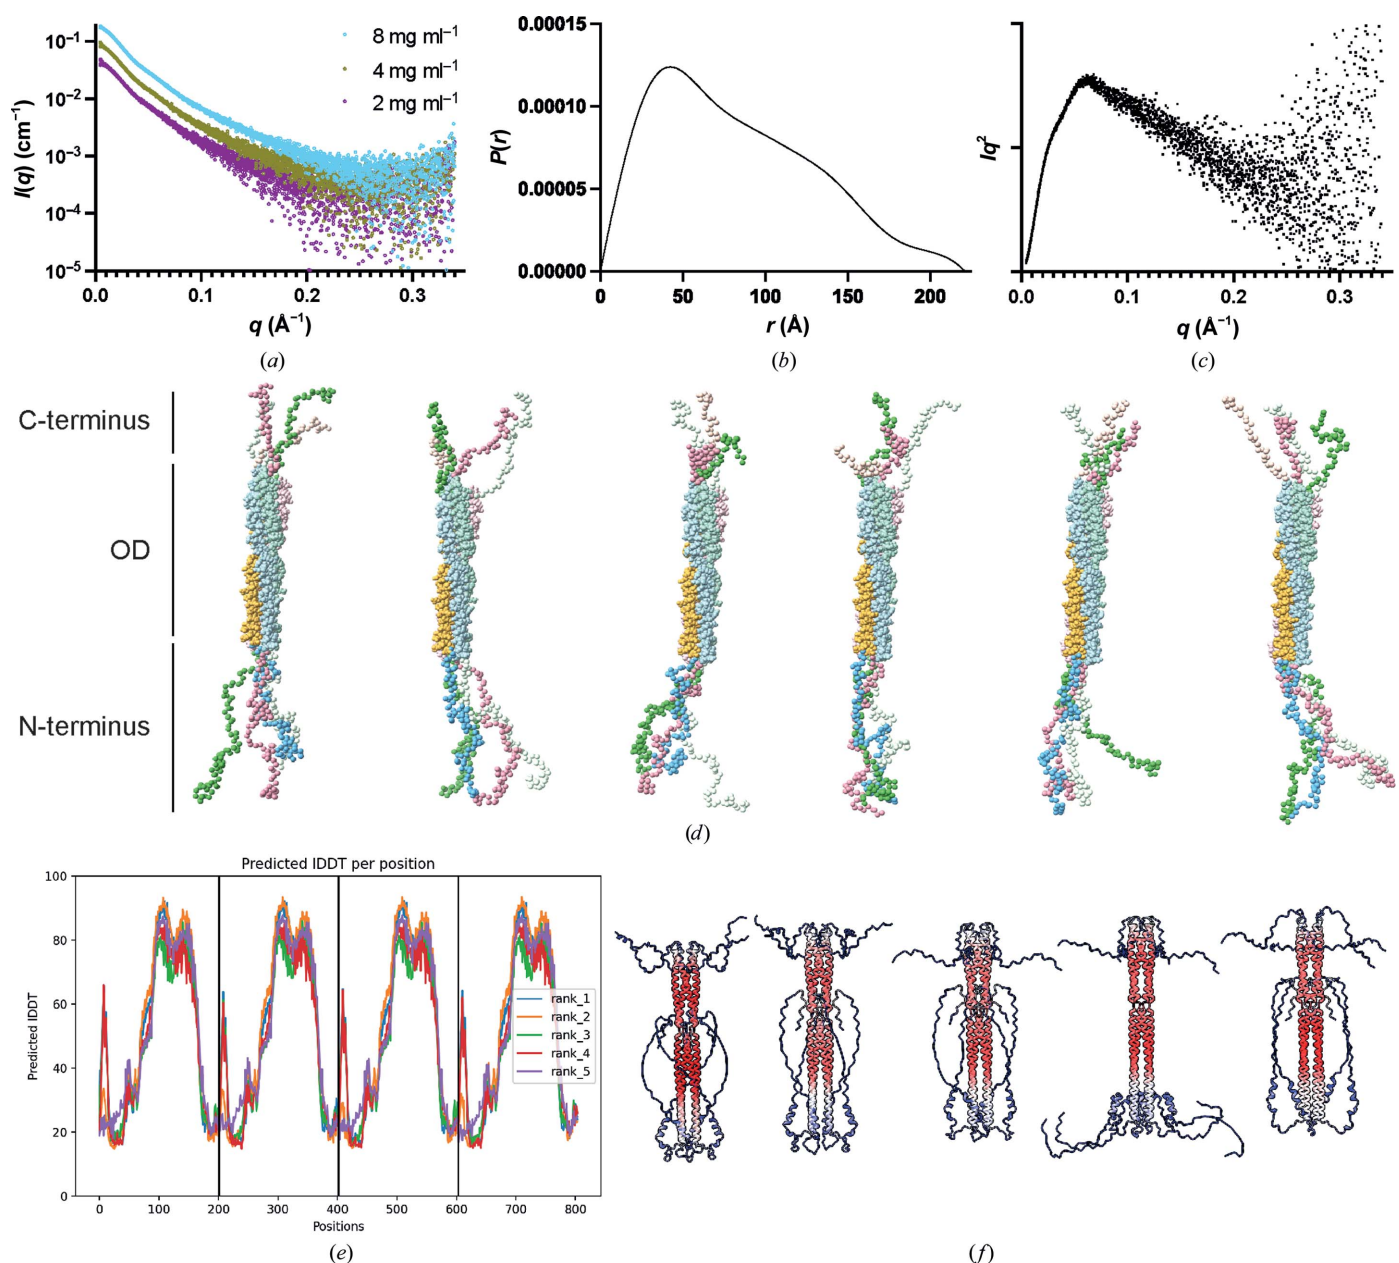 I(q) (cm⁻¹)
10⁻¹
10⁻²
10⁻³
10⁻⁴
10⁻⁵
8 mg ml⁻¹
4 mg ml⁻¹
2 mg ml⁻¹
0.0 0.1 0.2 0.3
q (Å⁻¹)
(a)
P(r)
0.00015
0.00010
0.00005
0.00000
0 50 100 150 200
r (Å)
(b)
Iq²
0.0 0.1 0.2 0.3
q (Å⁻¹)
(c)
C-terminus
OD
N-terminus
(d)
Predicted lDDT per position
Predicted lDDT
100
80
60
40
20
0
rank_1
rank_2
rank_3
rank_4
rank_5
0 100 200 300 400 500 600 700 800
Positions
(e)
(f)